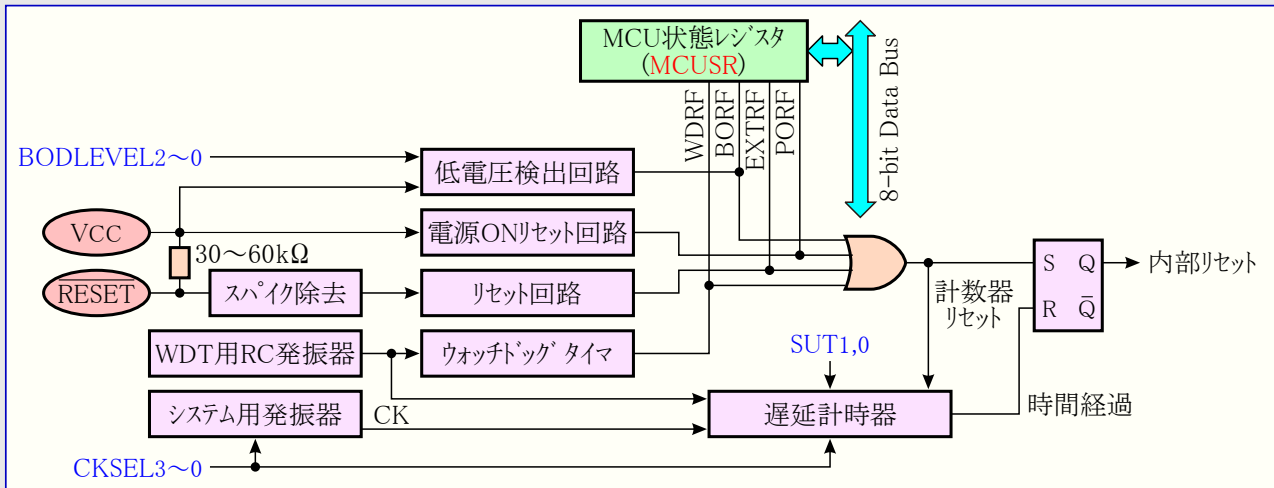 MCU状態レジスタ
(MCUSR)
8-bit Data Bus
WDRF
BORF
EXTRF
PORF
BODLEVEL2～0
低電圧検出回路
VCC
電源ONリセット回路
30～60kΩ
RESET
スパイク除去
リセット回路
S Q
R Q̅
内部リセット
計数器
リセット
WDT用RC発振器
ウォッチドッグ タイマ
SUT1,0
システム用発振器
CK
遅延計時器
時間経過
CKSEL3～0